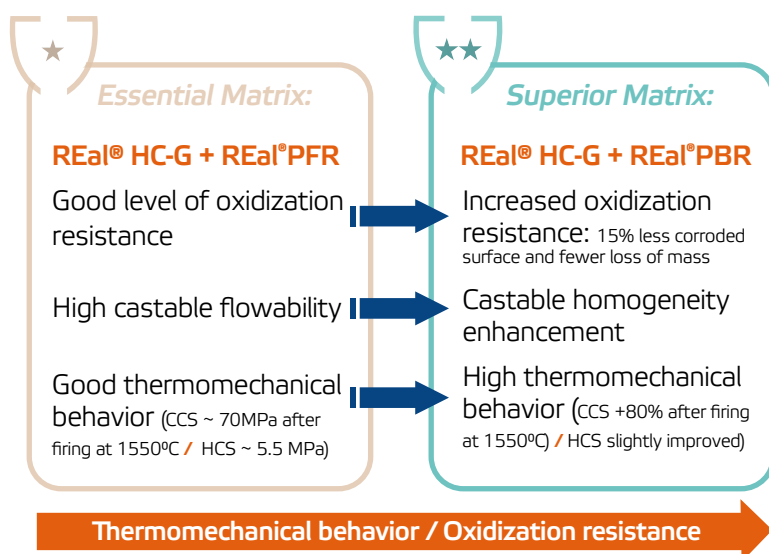 Essential Matrix:
REal® HC-G + REal®PFR
Good level of oxidization
resistance
High castable flowability
Good thermomechanical
behavior (CCS ~ 70MPa after
firing at 1550ºC / HCS ~ 5.5 MPa)
Superior Matrix:
REal® HC-G + REal®PBR
Increased oxidization
resistance: 15% less corroded
surface and fewer loss of mass
Castable homogeneity
enhancement
High thermomechanical
behavior (CCS +80% after firing
at 1550ºC) / HCS slightly improved)
Thermomechanical behavior / Oxidization resistance